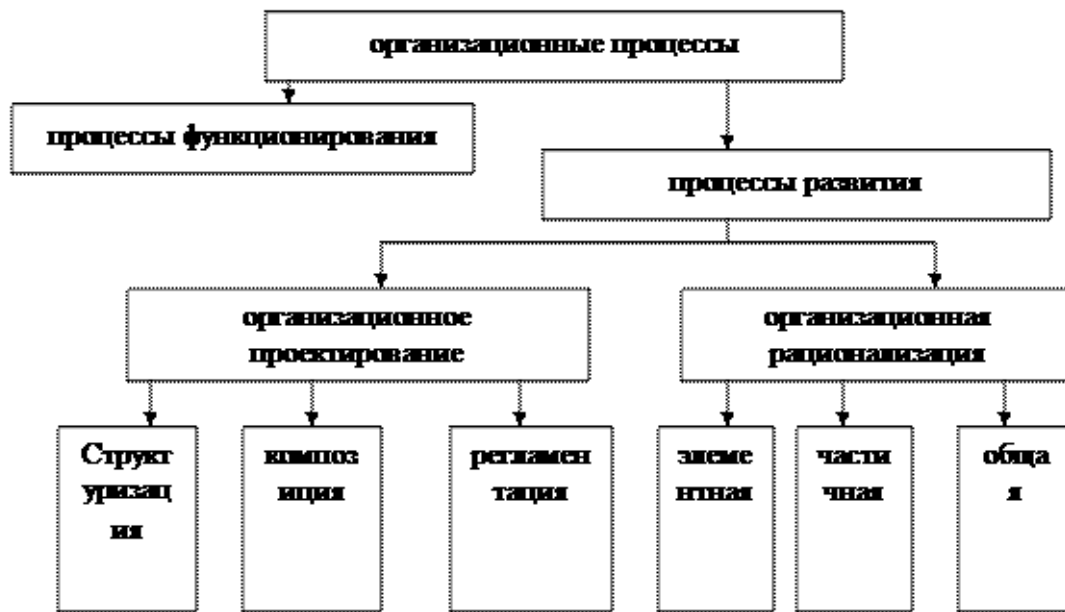 организационные процессы
процессы функционирования
процессы развития
организационное
проектирование
организационная
рационализация
Структ
уризац
ия
композ
иция
регламен
тация
элеме
нтная
части
чная
обща
я